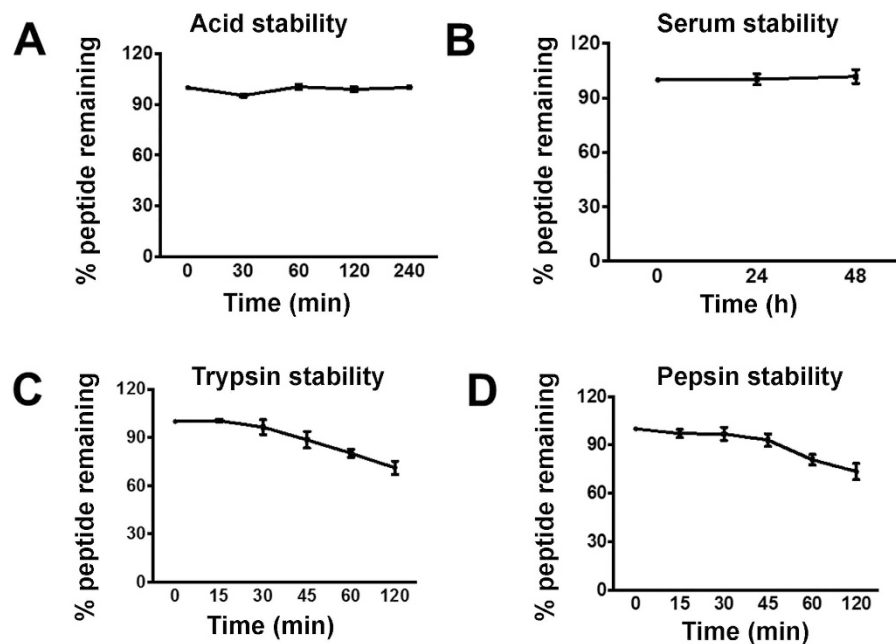 A
Acid stability
% peptide remaining
120
90
60
30
0
0 30 60 120 240
Time (min)
B
Serum stability
% peptide remaining
120
90
60
30
0
0 24 48
Time (h)
C
Trypsin stability
% peptide remaining
120
90
60
30
0
0 15 30 45 60 120
Time (min)
D
Pepsin stability
% peptide remaining
120
90
60
30
0
0 15 30 45 60 120
Time (min)